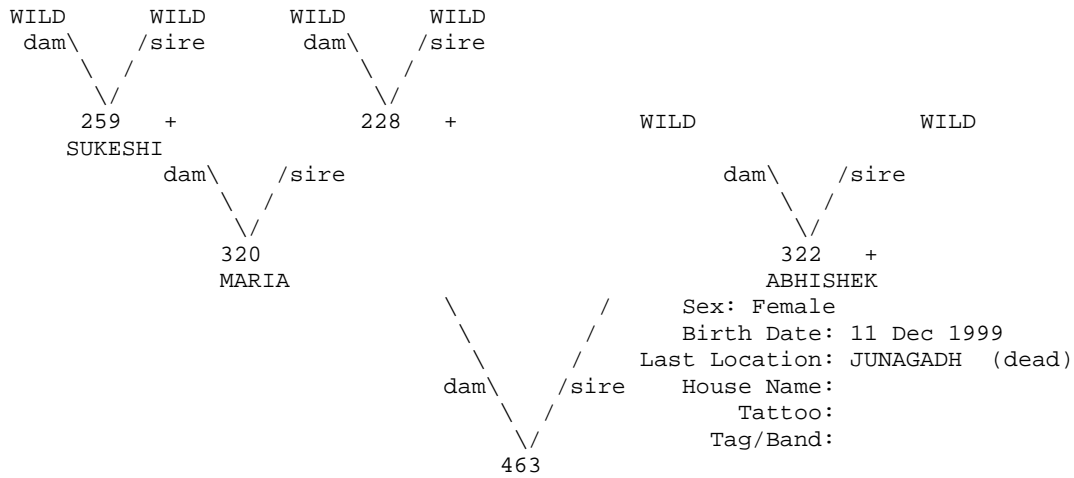 WILD WILD WILD WILD
dam\ /sire dam\ /sire
\ / \ /
\/ \/
259 + 228 + WILD WILD
SUKESHI
dam\ /sire dam\ /sire
\ / \ /
\/ \/
320 322 +
MARIA ABHISHEK
\ / Sex: Female
\ / Birth Date: 11 Dec 1999
\ / Last Location: JUNAGADH (dead)
dam\ /sire House Name:
\ / Tattoo:
\/ Tag/Band:
463